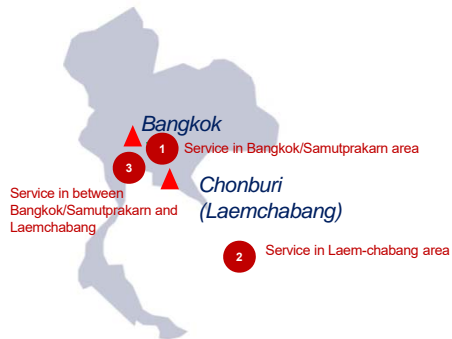 Bangkok
1
Service in Bangkok/Samutprakarn area
3
Service in between
Bangkok/Samutprakarn and
Laemchabang
Chonburi
(Laemchabang)
2
Service in Laem-chabang area